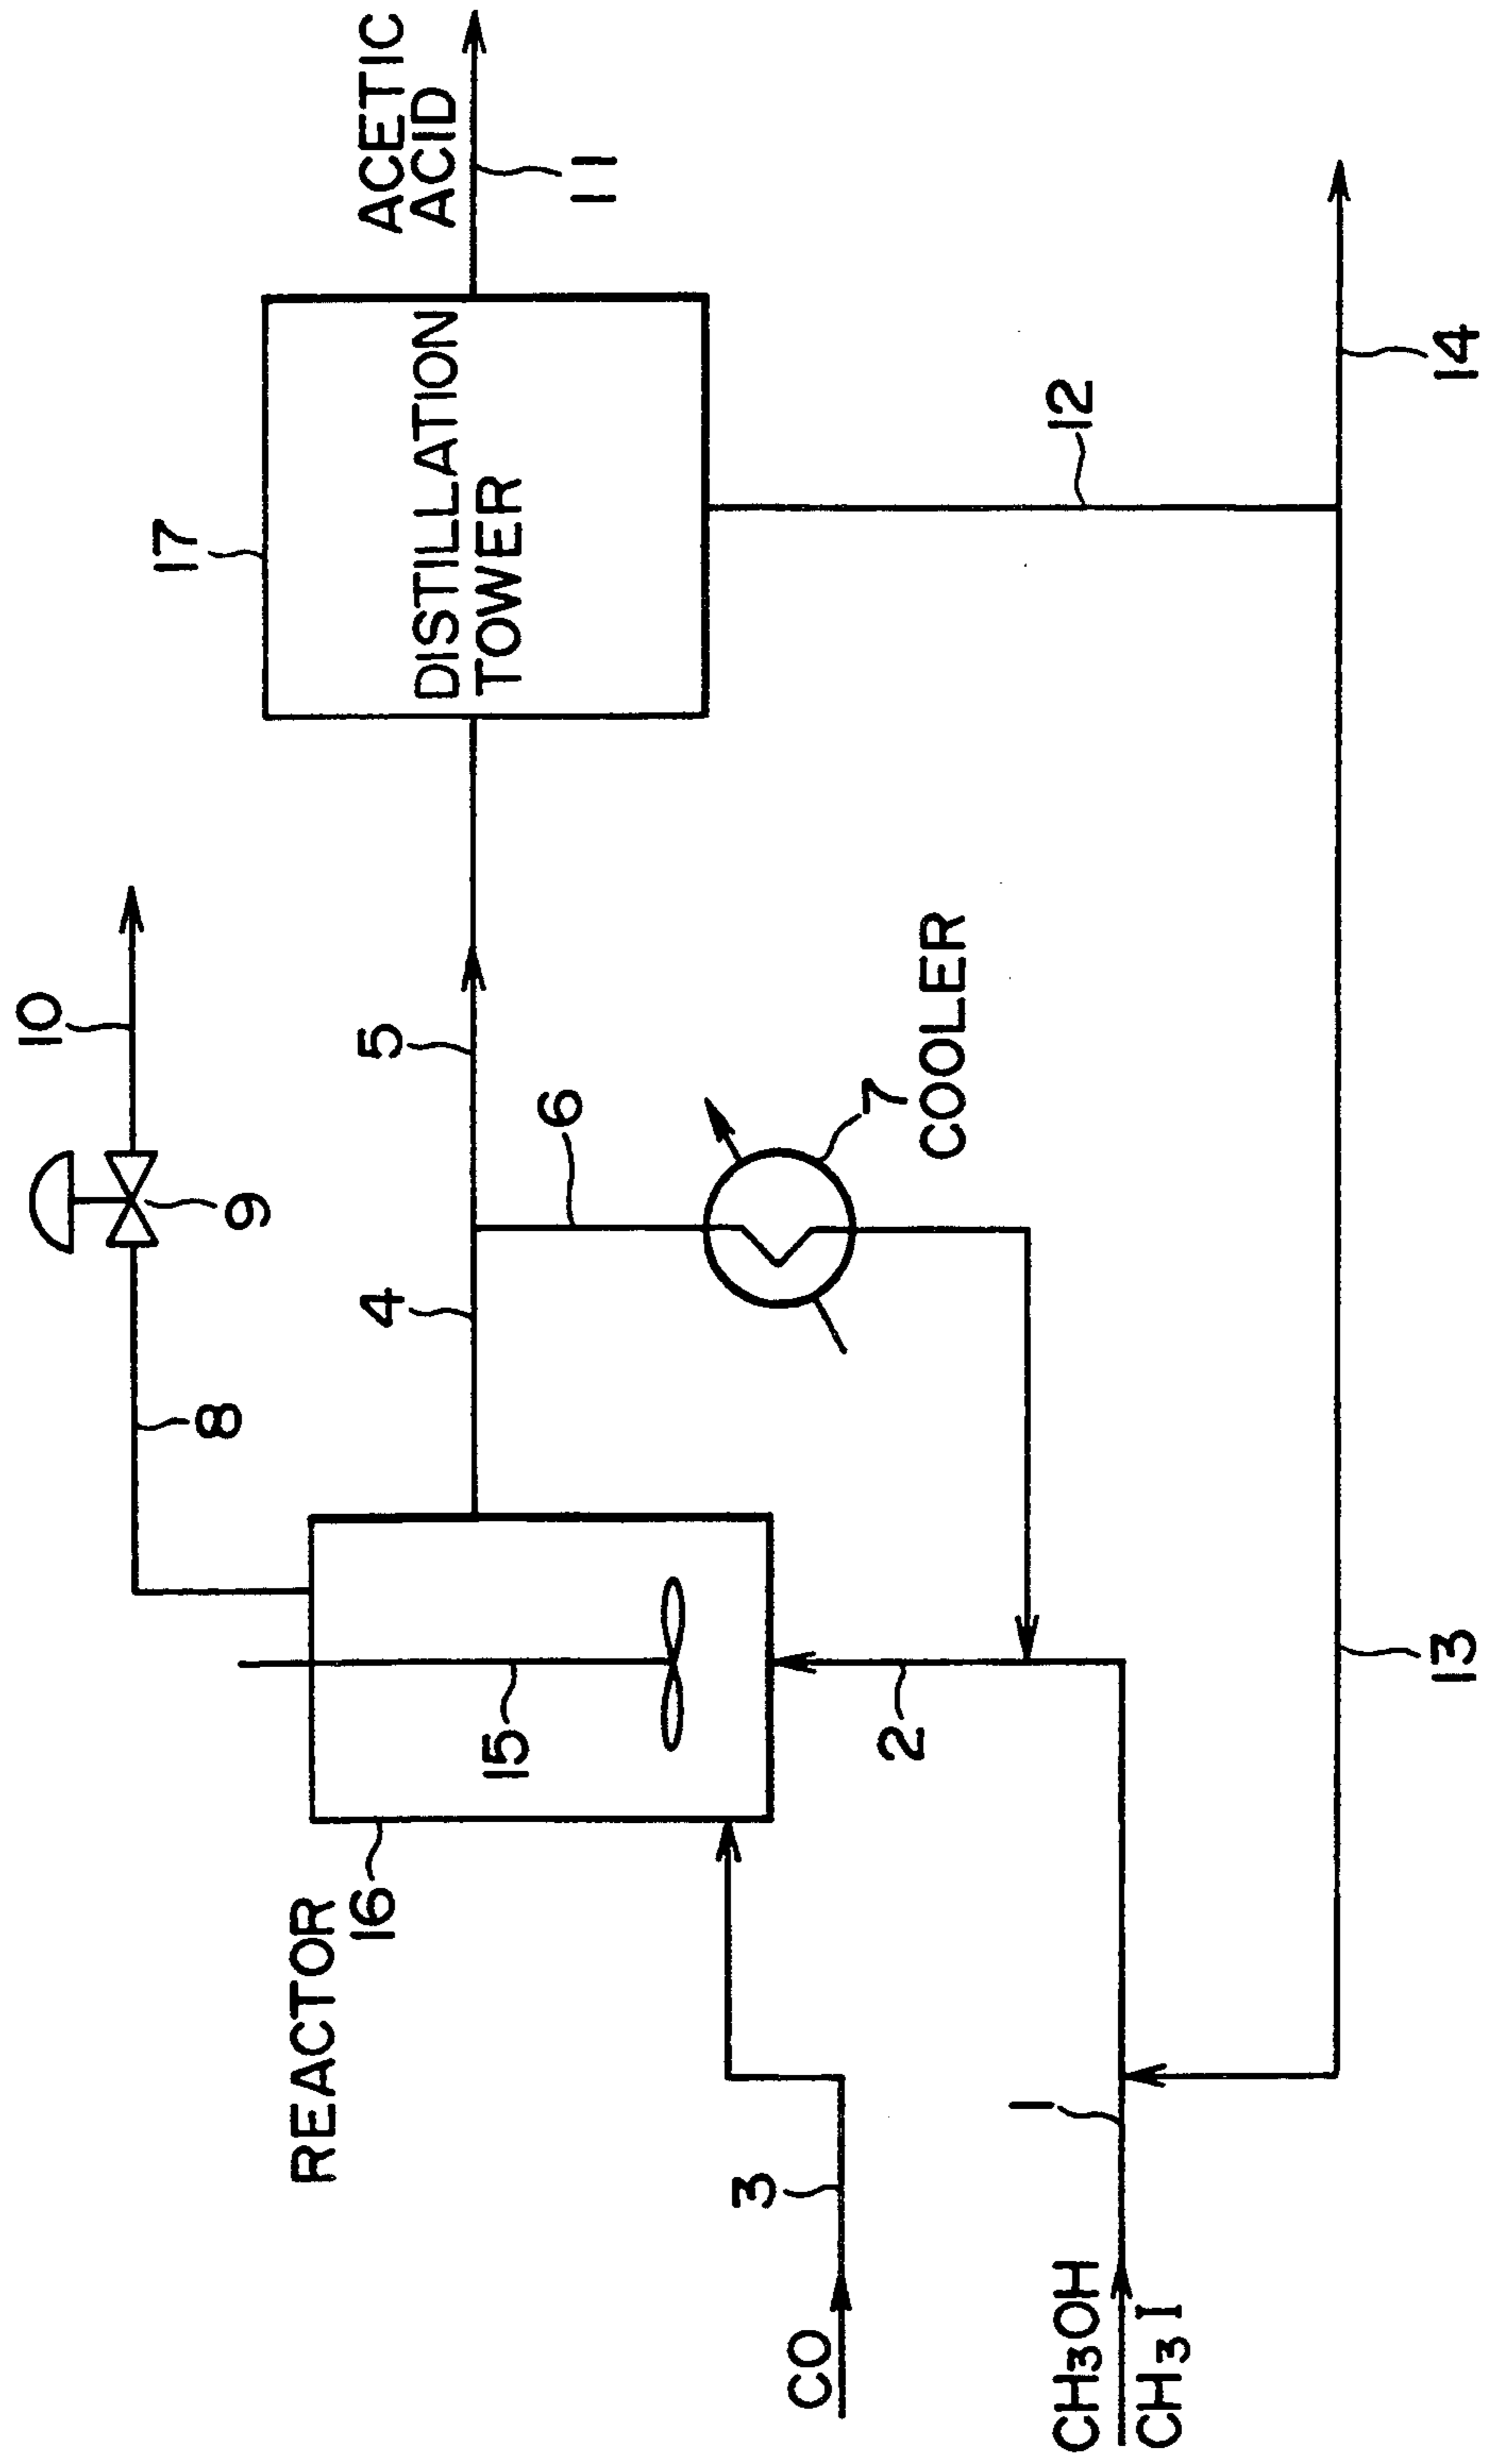 10
8
9
17
REACTOR
16
15
4
5
6
7
COOLER
DISTILLATION
TOWER
ACETIC
ACID
11
CO
3
2
12
CH₃OH
CH₃I
1
13
14